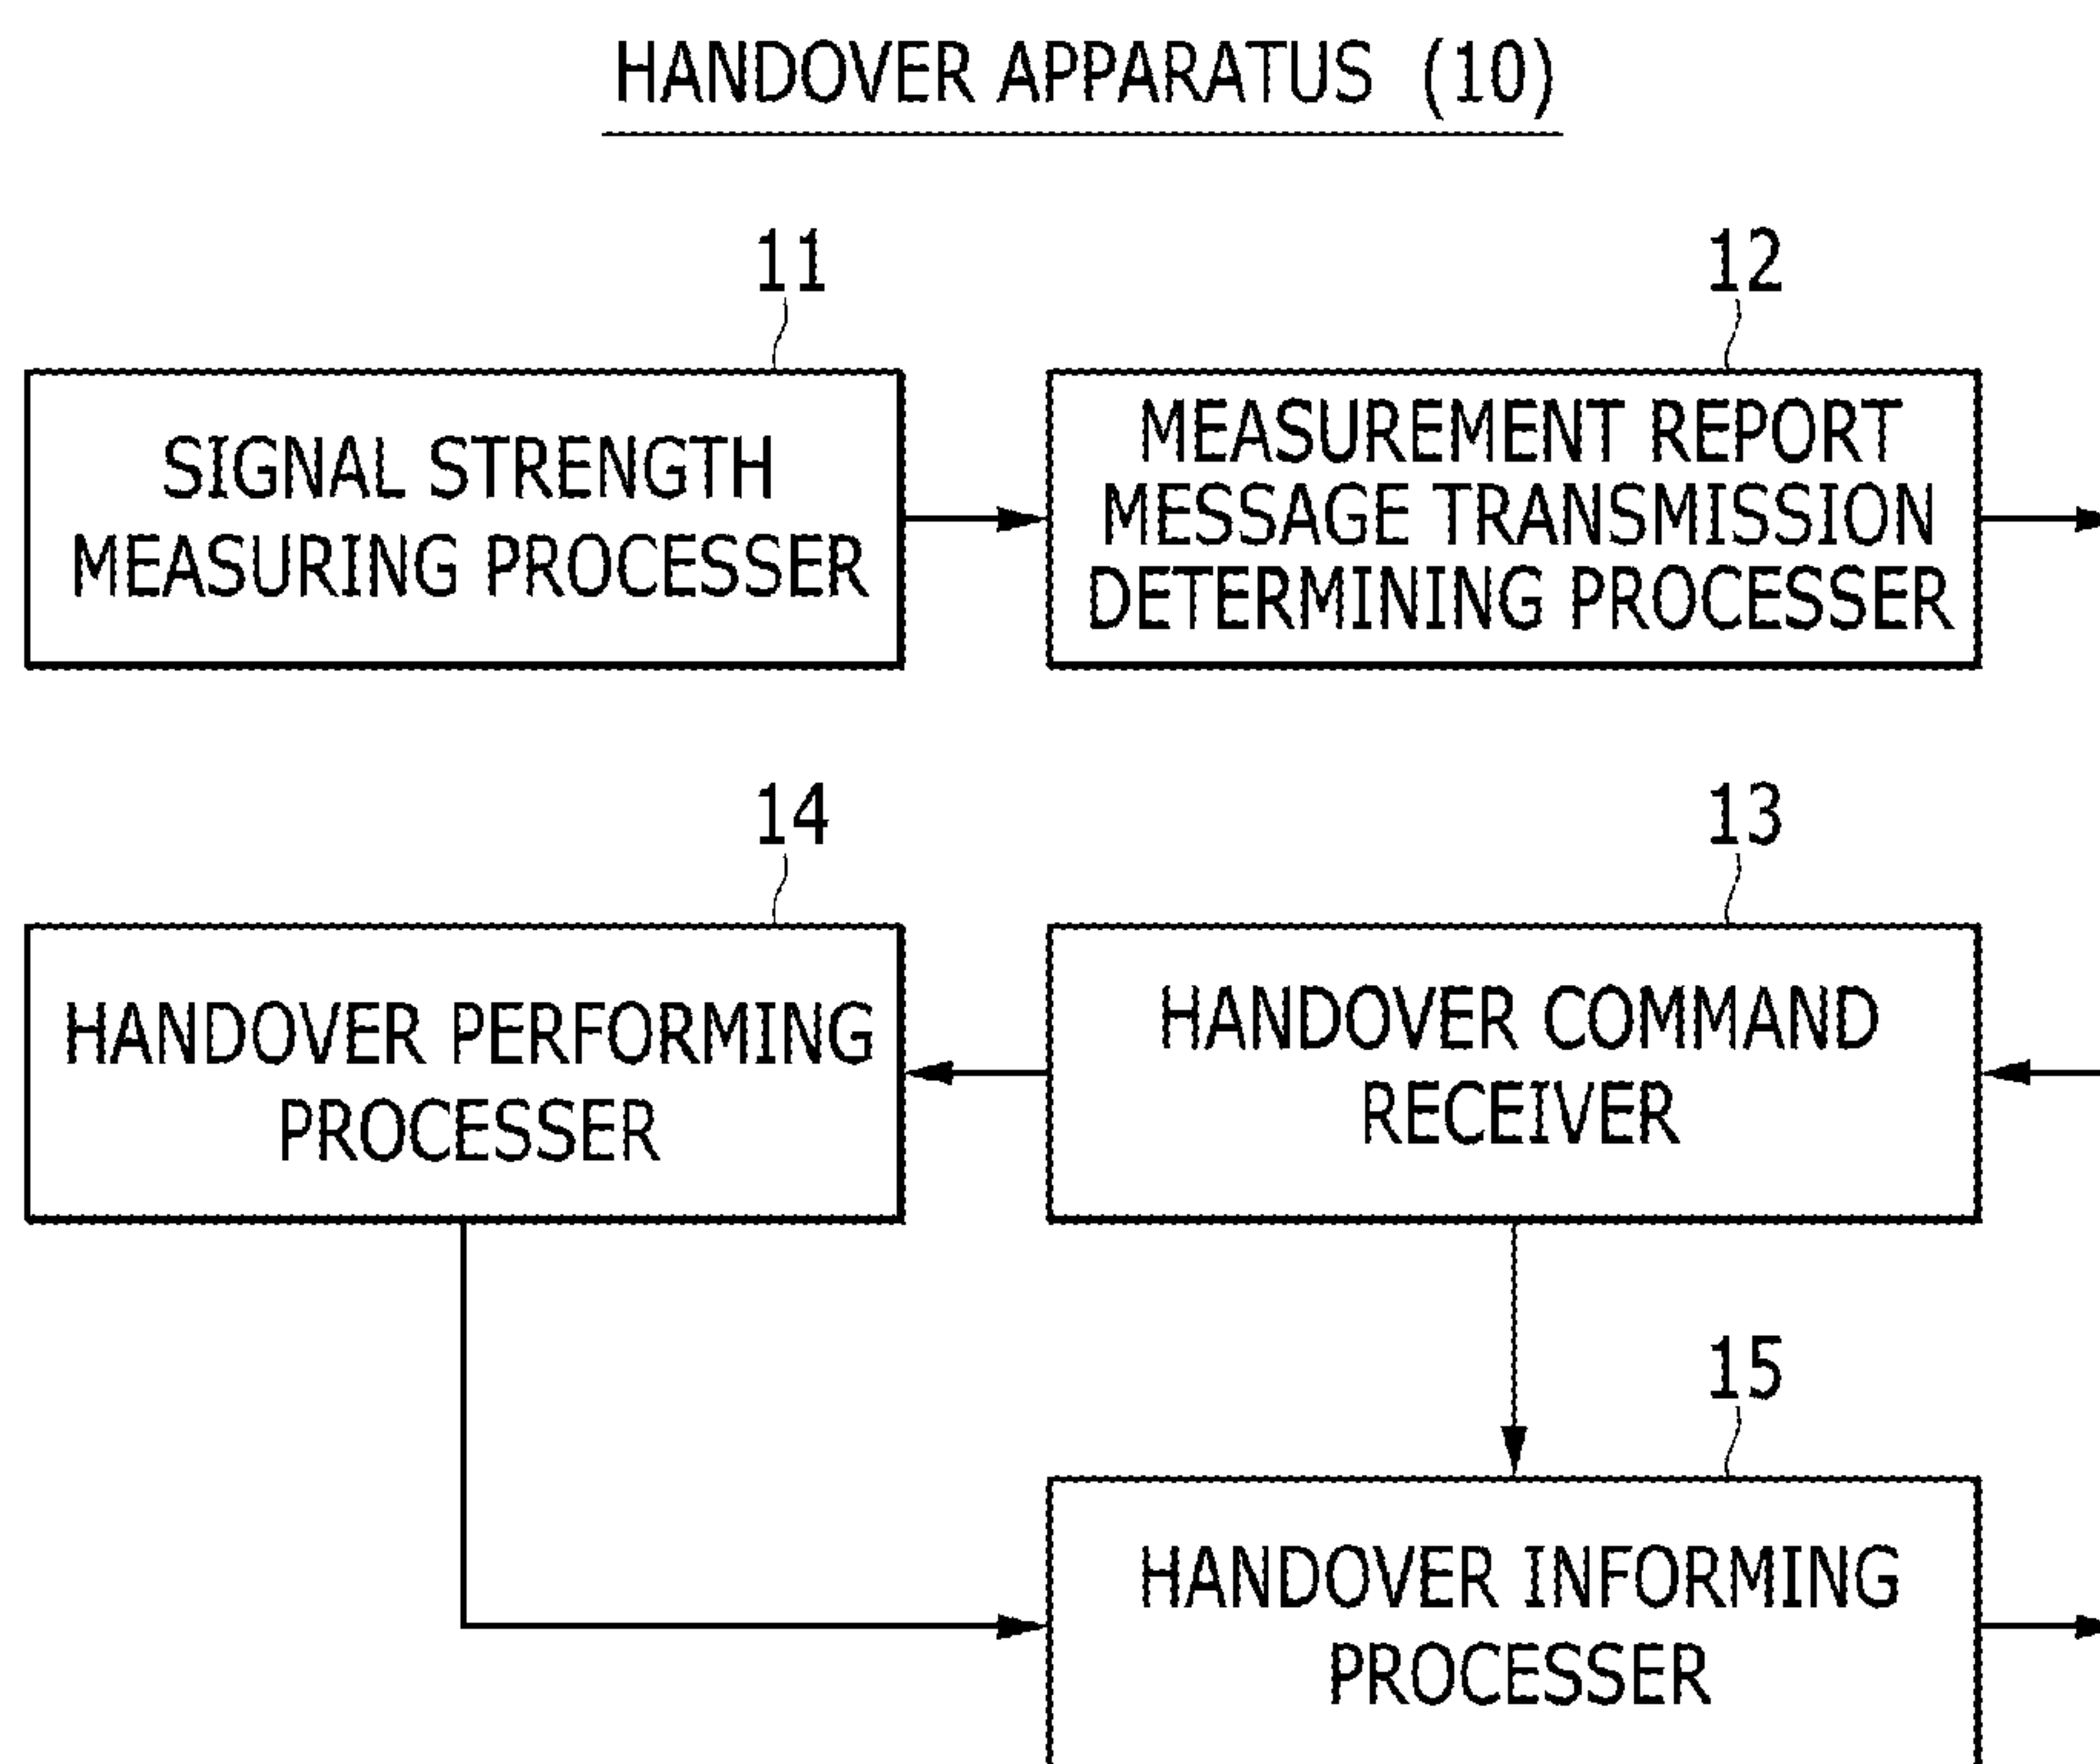 HANDOVER APPARATUS (10)
11
SIGNAL STRENGTH
MEASURING PROCESSER
12
MEASUREMENT REPORT
MESSAGE TRANSMISSION
DETERMINING PROCESSER
14
HANDOVER PERFORMING
PROCESSER
13
HANDOVER COMMAND
RECEIVER
15
HANDOVER INFORMING
PROCESSER